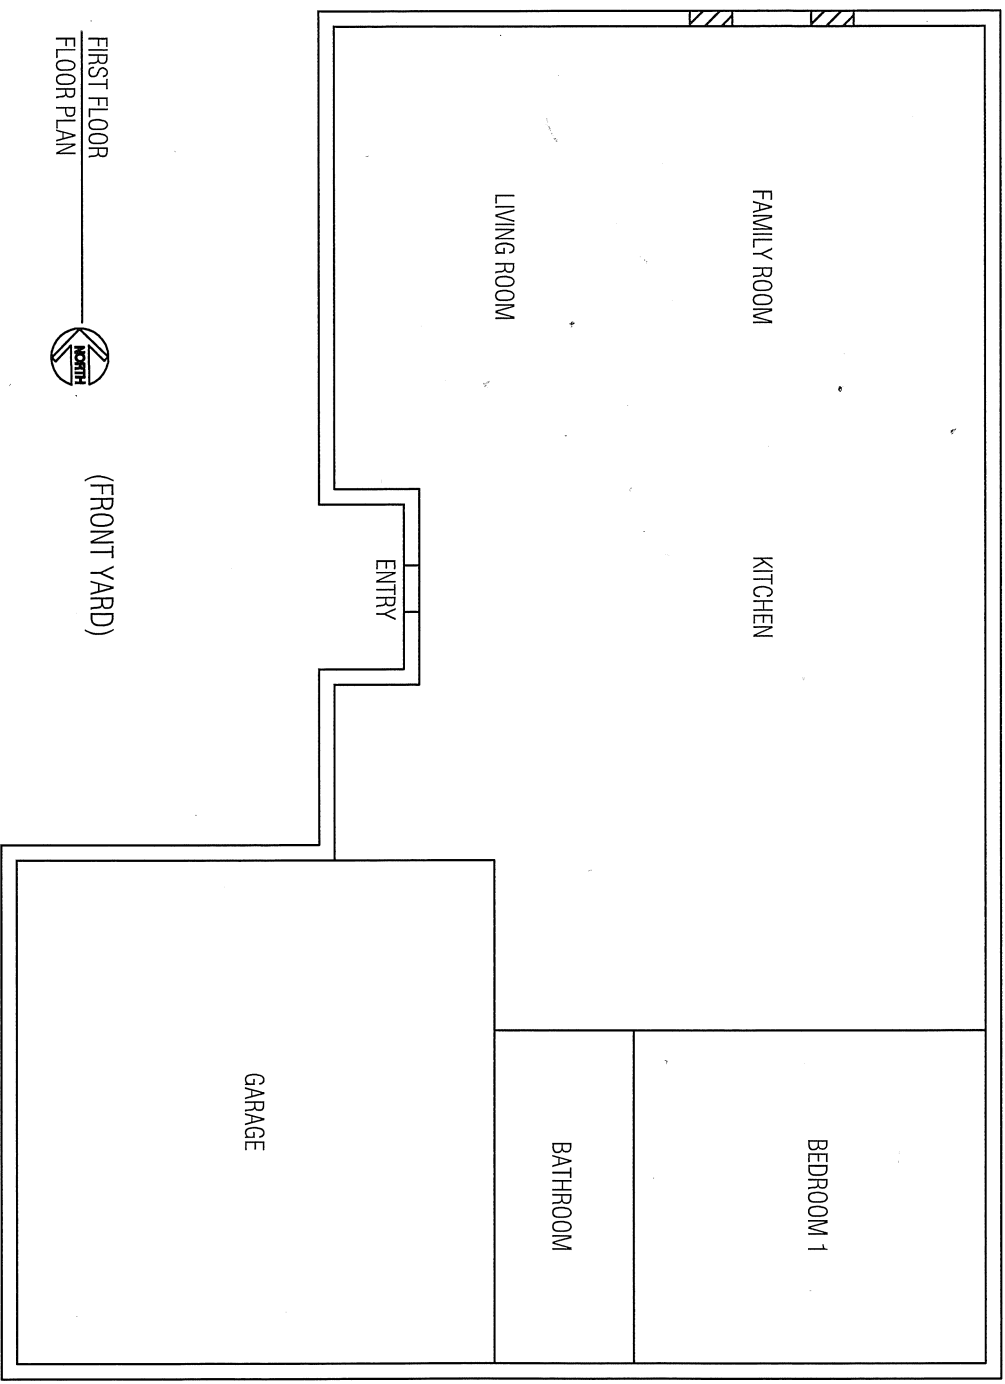 FAMILY ROOM
KITCHEN
BEDROOM 1
LIVING ROOM
BATHROOM
ENTRY
GARAGE
(FRONT YARD)
FIRST FLOOR
FLOOR PLAN
NORTH